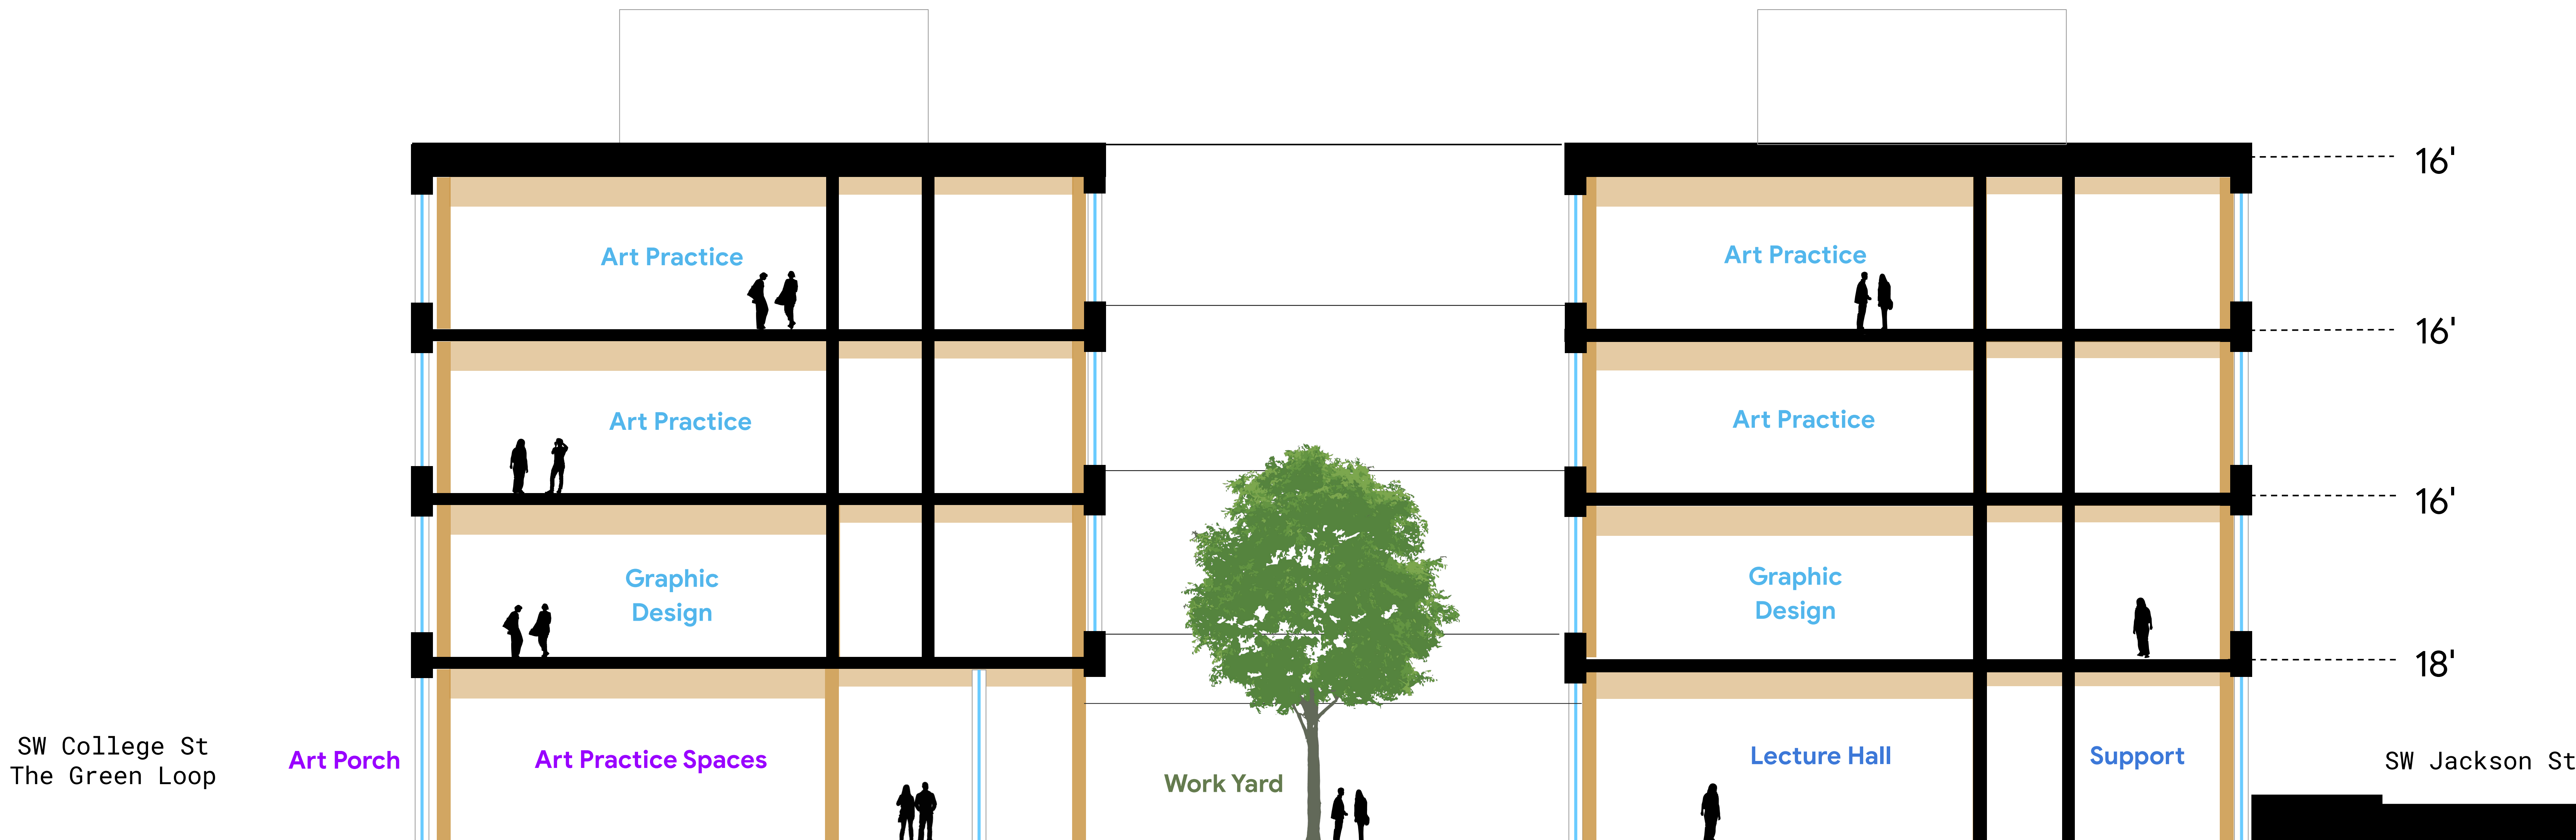 16'
Art Practice
Art Practice
16'
Art Practice
Art Practice
16'
Graphic
Design
Graphic
Design
18'
SW College St
The Green Loop
Art Porch
Art Practice Spaces
Work Yard
Lecture Hall
Support
SW Jackson St